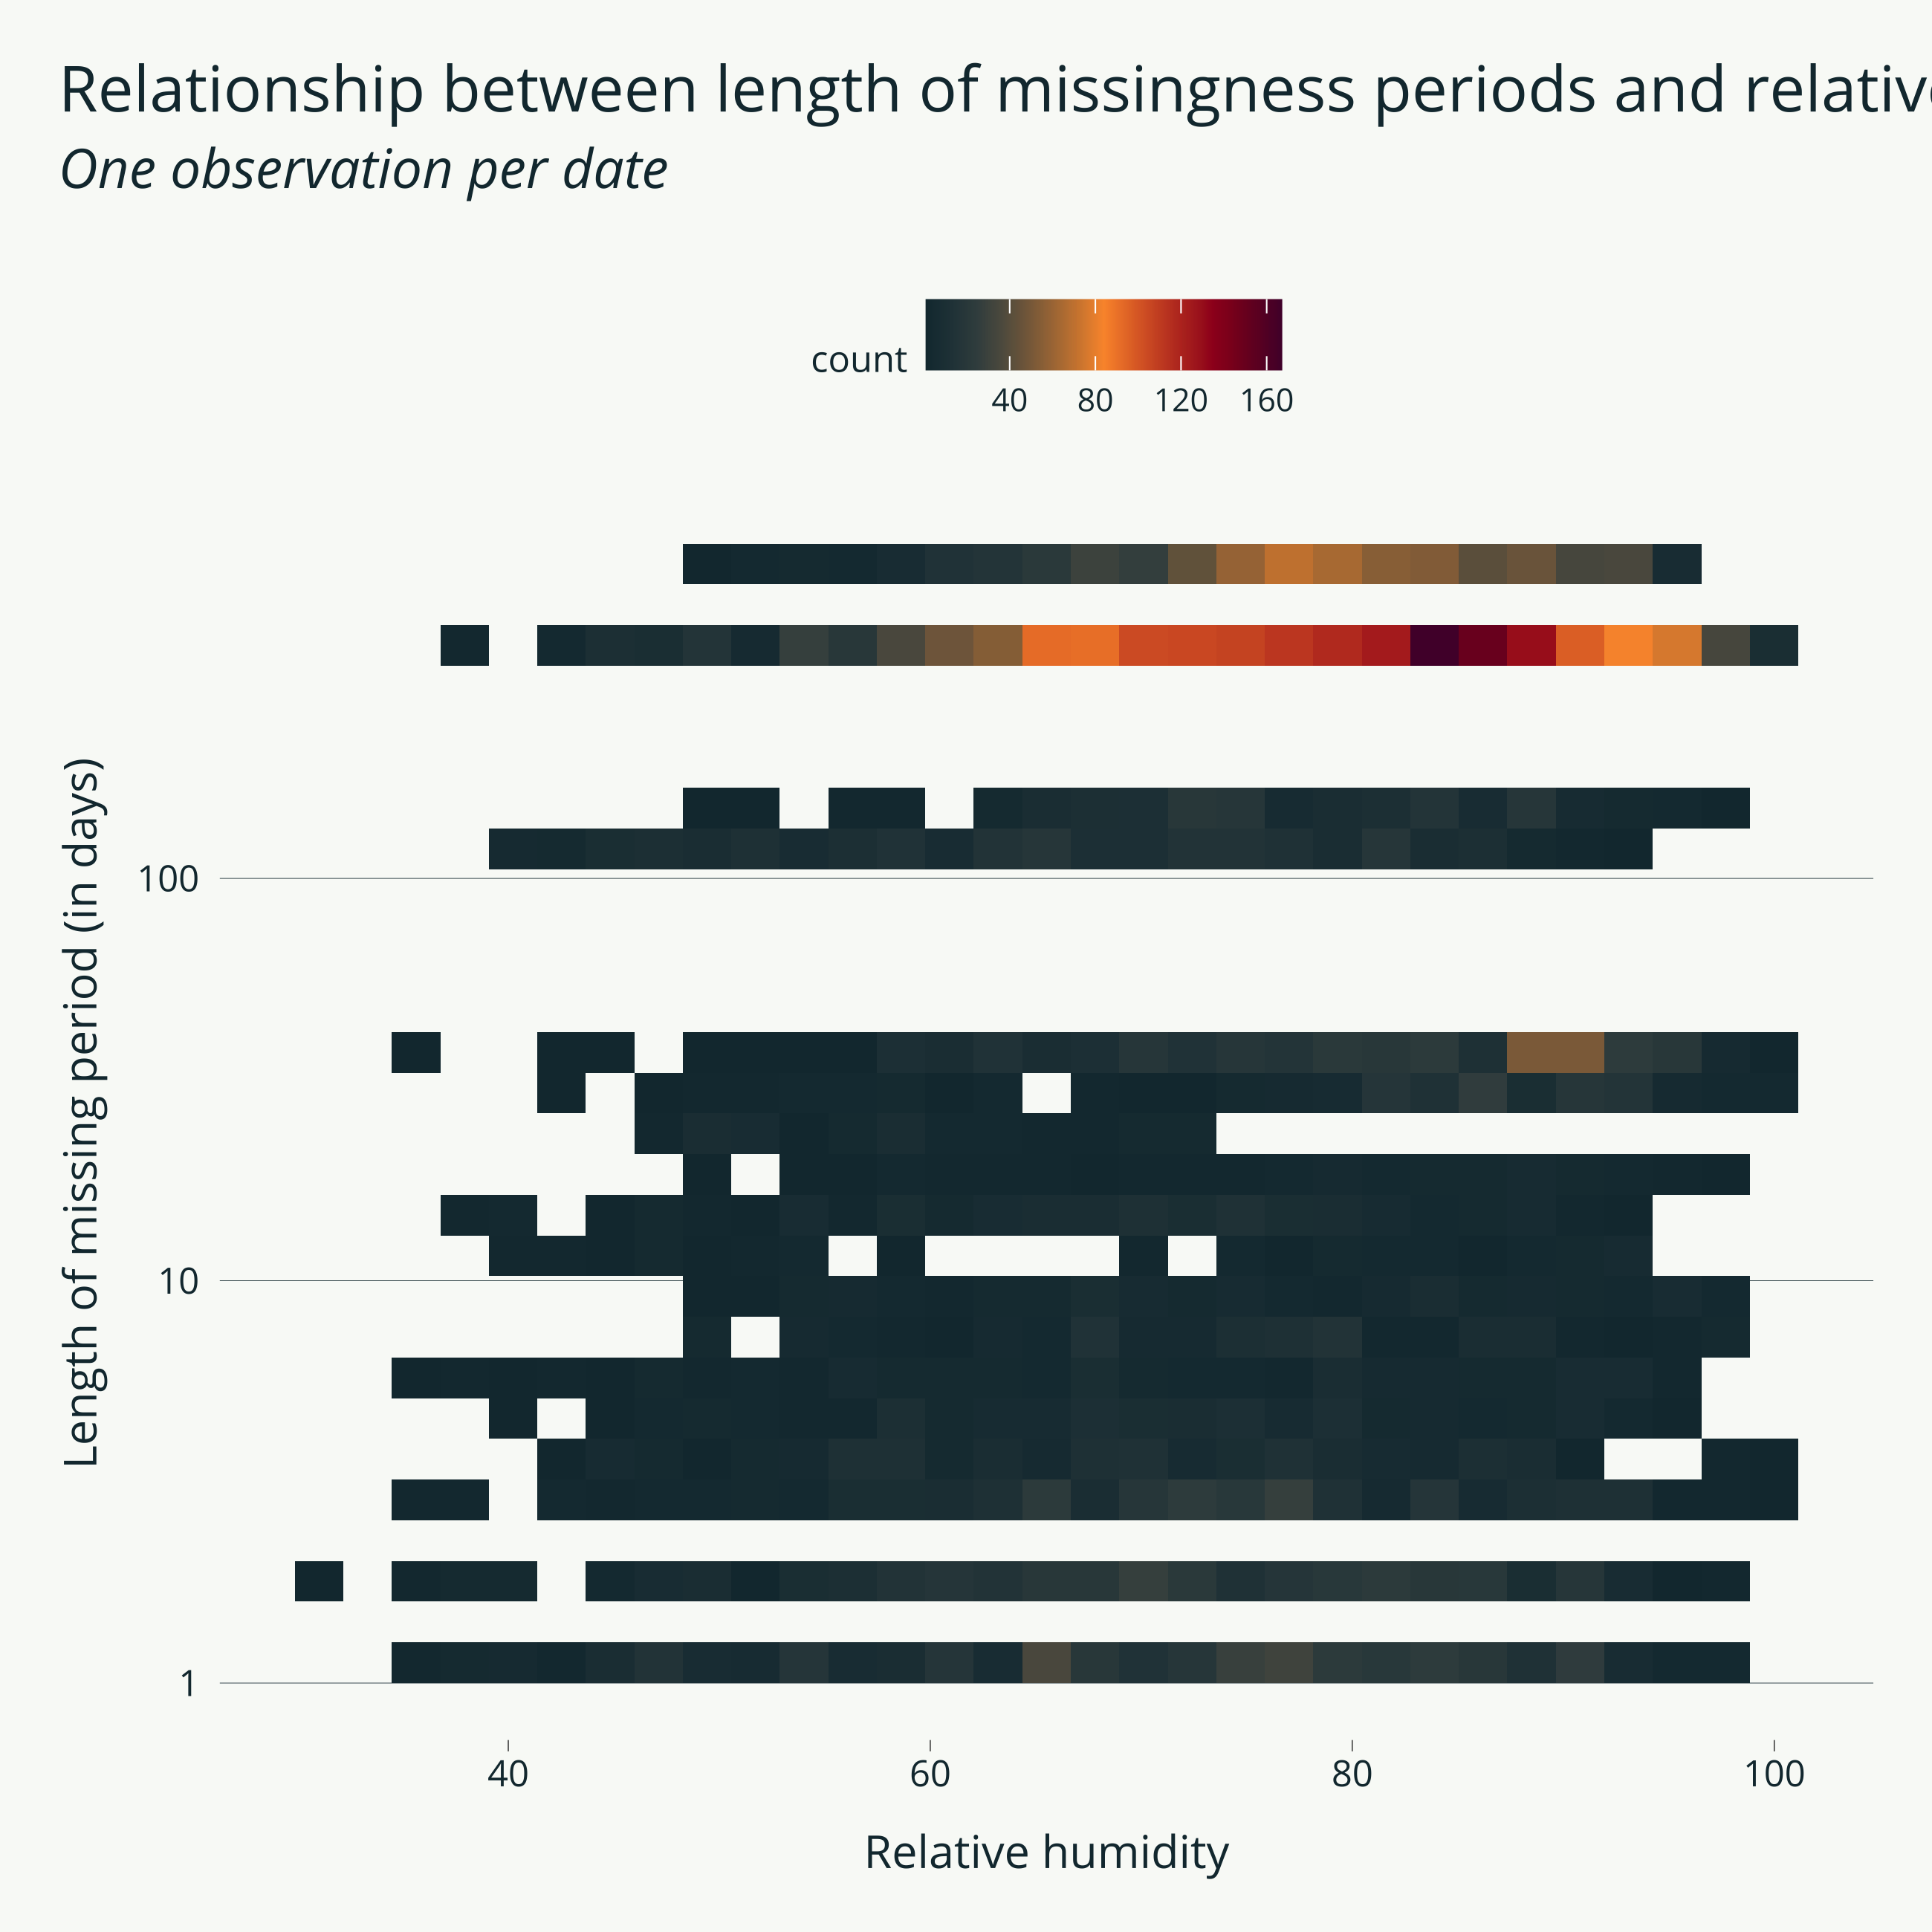 Relationship between length of missingness periods and relative
One observation per date
count
40 80 120 160
Length of missing period (in days)
100
10
1
40 60 80 100
Relative humidity